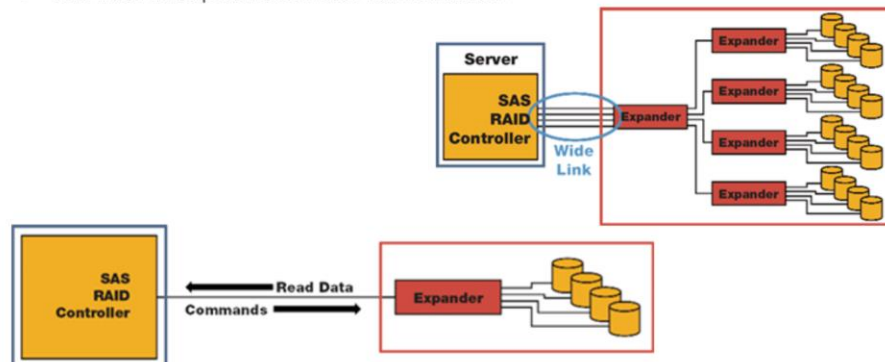 Server
SAS
RAID
Controller
Wide
Link
Expander
Expander
Expander
Expander
Expander
SAS
RAID
Controller
Read Data
Commands
Expander